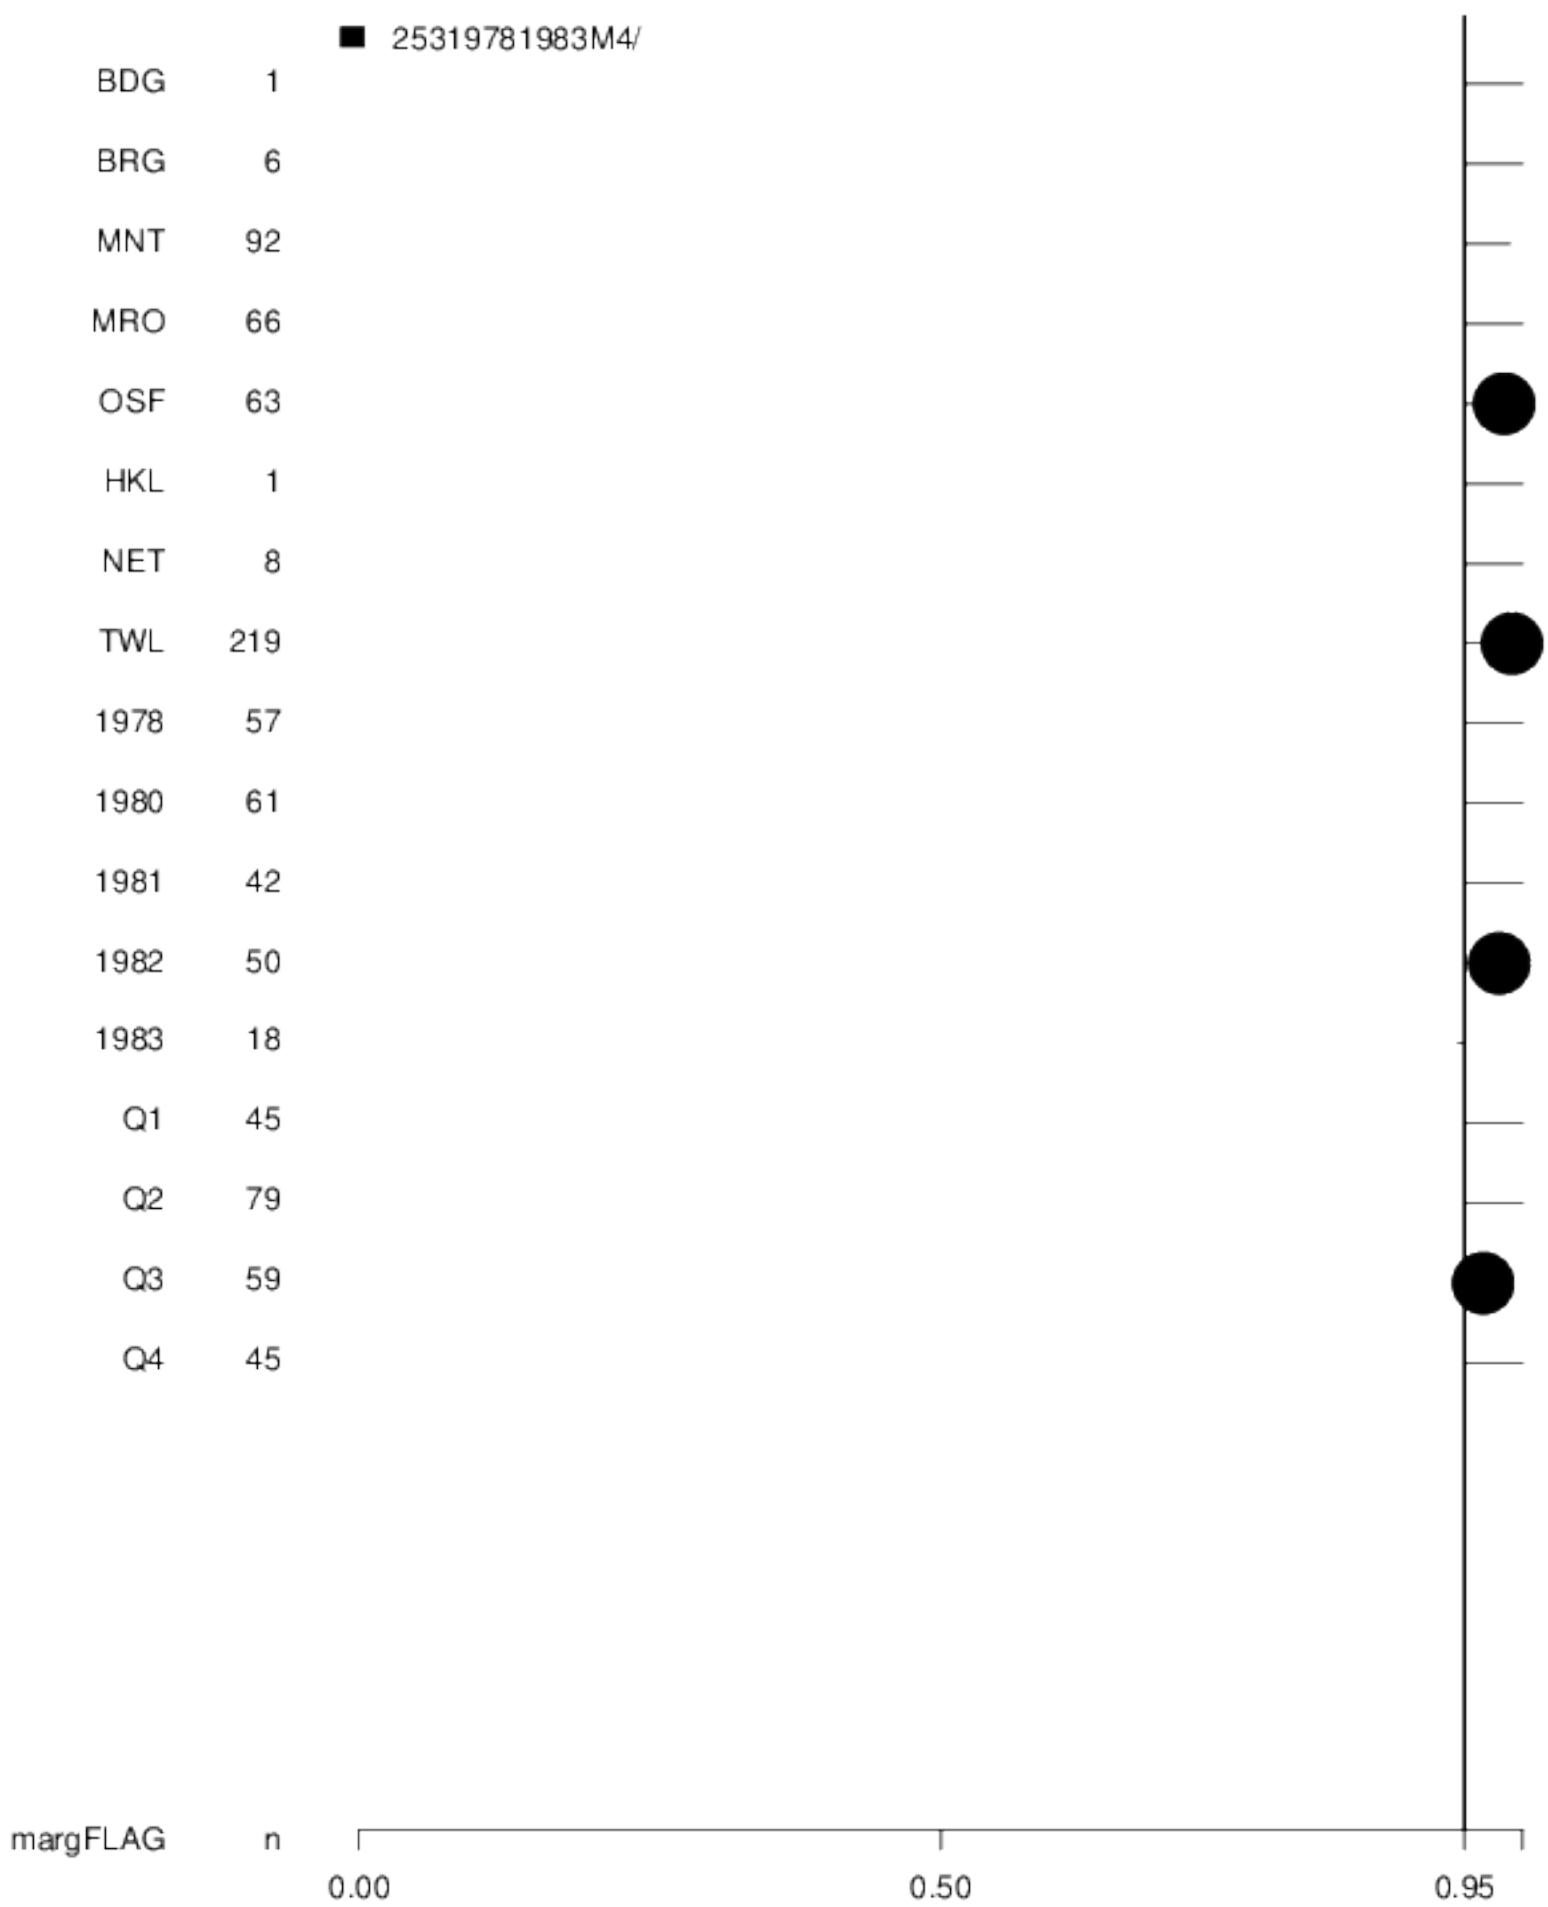 25319781983M4/
BDG 1
BRG 6
MNT 92
MRO 66
OSF 63
HKL 1
NET 8
TWL 219
1978 57
1980 61
1981 42
1982 50
1983 18
Q1 45
Q2 79
Q3 59
Q4 45
margFLAG n
0.00 0.50 0.95